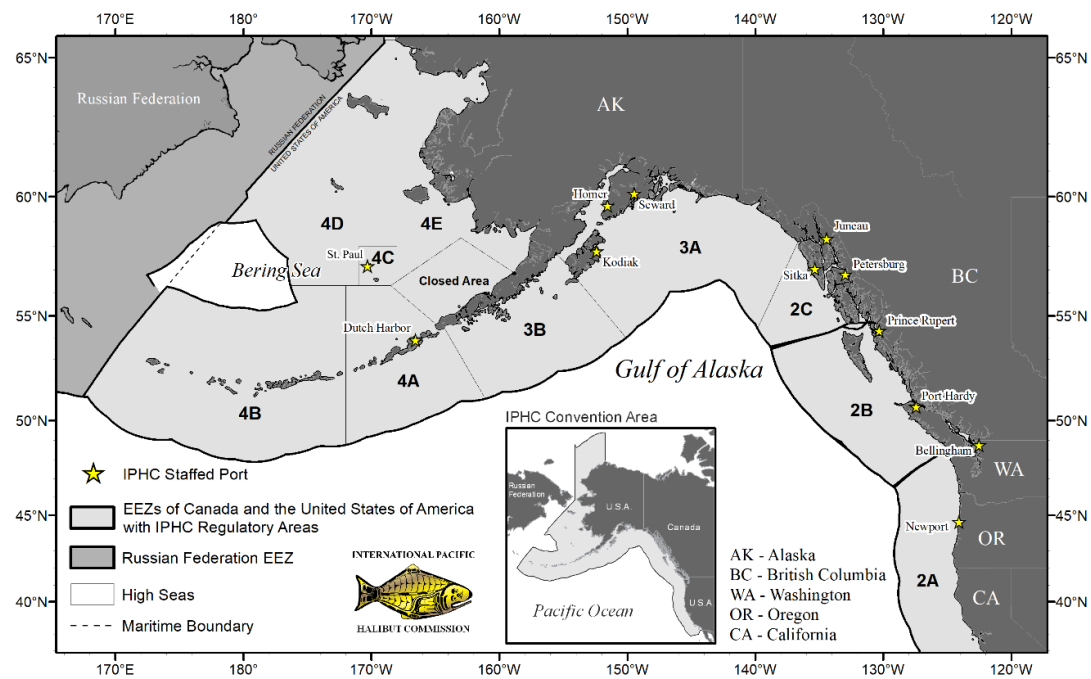 170°E
180°
170°W
160°W
150°W
140°W
130°W
120°W
65°N
65°N
Russian Federation
RUSSIAN FEDERATION
UNITED STATES OF AMERICA
AK
60°N
60°N
Homer
Seward
4D
4E
Juneau
3A
St. Paul
4C
Kodiak
Sitka
Petersburg
BC
Bering Sea
Closed Area
2C
55°N
55°N
Dutch Harbor
3B
Prince Rupert
Gulf of Alaska
4A
4B
2B
Port Hardy
50°N
50°N
IPHC Convention Area
Bellingham
WA
IPHC Staffed Port
Russian
Federation
U.S.A.
Canada
EEZs of Canada and the United States of America
with IPHC Regulatory Areas
45°N
45°N
Newport
OR
Russian Federation EEZ
INTERNATIONAL PACIFIC
HALIBUT COMMISSION
High Seas
Maritime Boundary
U.S.A
Pacific Ocean
AK - Alaska
BC - British Columbia
WA - Washington
OR - Oregon
CA - California
2A
CA
40°N
40°N
170°E
180°
170°W
160°W
150°W
140°W
130°W
120°W